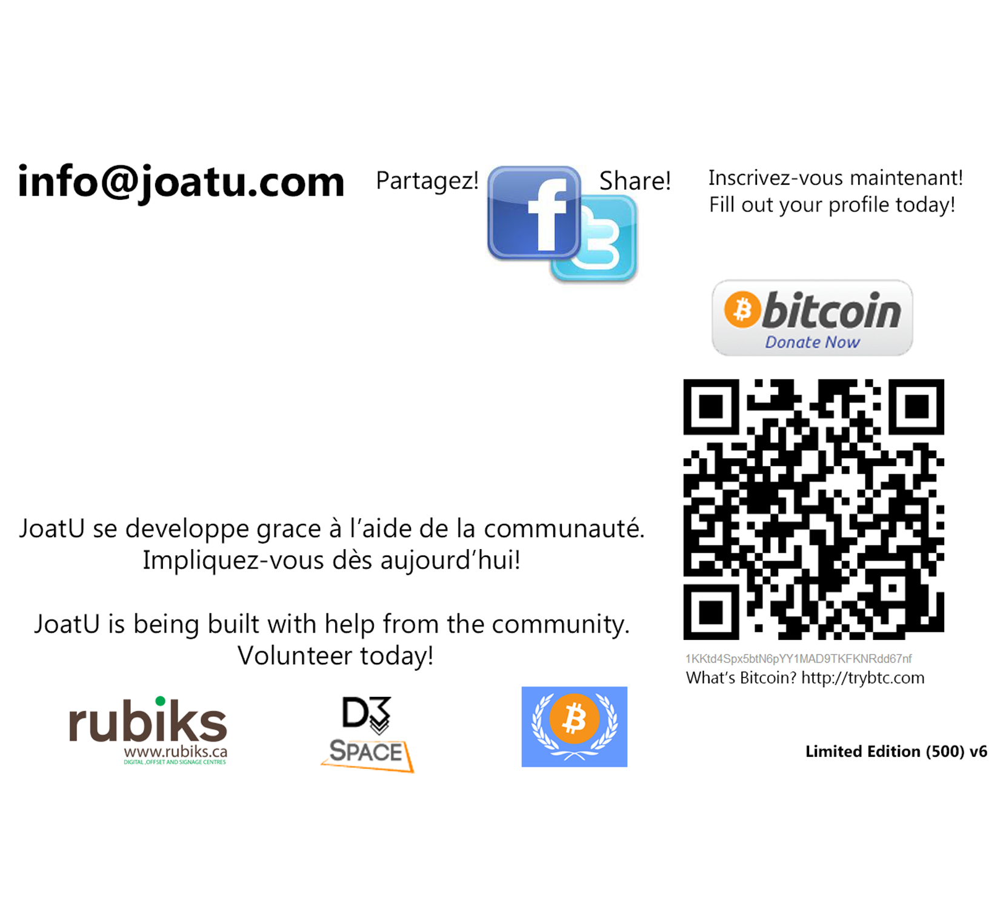 info@joatu.com
Partagez!
Share!
Inscrivez-vous maintenant!
Fill out your profile today!
bitcoin
Donate Now
JoatU se developpe grace à l’aide de la communauté.
Impliquez-vous dès aujourd’hui!
JoatU is being built with help from the community.
Volunteer today!
1KKtd4Spx5btN6pYY1MAD9TKFKNRdd67nf
What’s Bitcoin? http://trybtc.com
rubiks
www.rubiks.ca
DIGITAL ,OFFSET AND SIGNAGE CENTRES
D3
SPACE
Limited Edition (500) v6